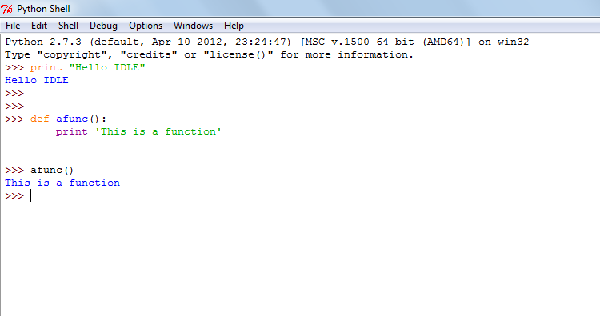 Python Shell
File Edit Shell Debug Options Windows Help
Python 2.7.3 (default, Apr 10 2012, 23:24:47) [MSC v.1500 64 bit (AMD64)] on win32
Type "copyright", "credits" or "license()" for more information.
>>> print "Hello IDLE"
Hello IDLE
>>>
>>>
>>> def afunc():
print 'This is a function'
>>> afunc()
This is a function
>>>